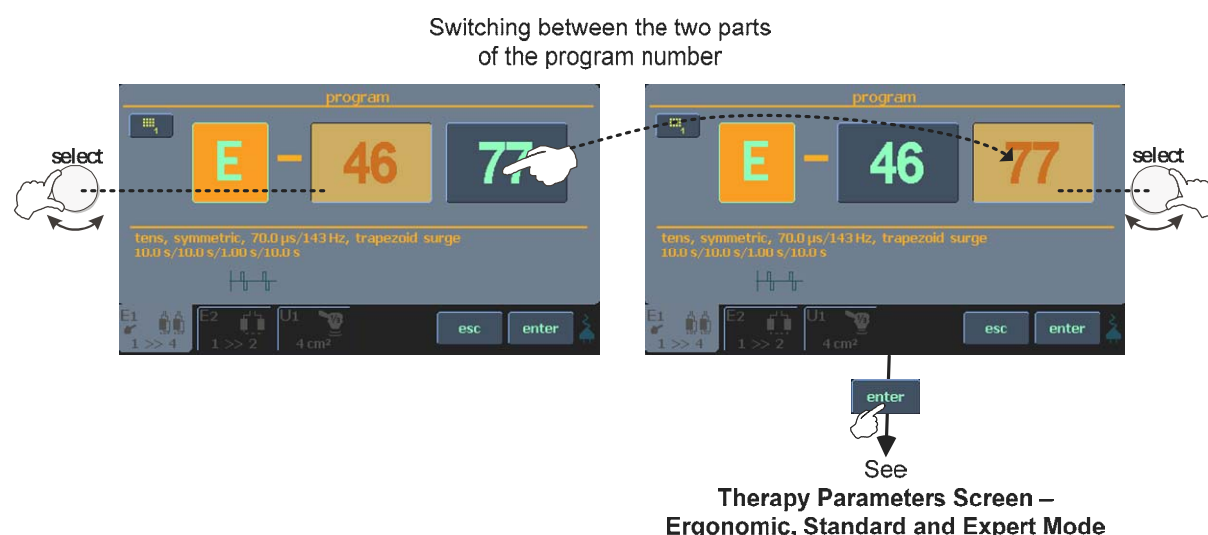 Switching between the two parts
of the program number
program
1
select
E - 46 77
tens, symmetric, 70.0 µs/143 Hz, trapezoid surge
10.0 s/10.0 s/1.00 s/10.0 s
E1 E2 U1
1 >> 4 1 >> 2 4 cm² esc enter
program
1
select
E - 46 77
tens, symmetric, 70.0 µs/143 Hz, trapezoid surge
10.0 s/10.0 s/1.00 s/10.0 s
E1 E2 U1
1 >> 4 1 >> 2 4 cm² esc enter
enter
See
Therapy Parameters Screen –
Ergonomic, Standard and Expert Mode